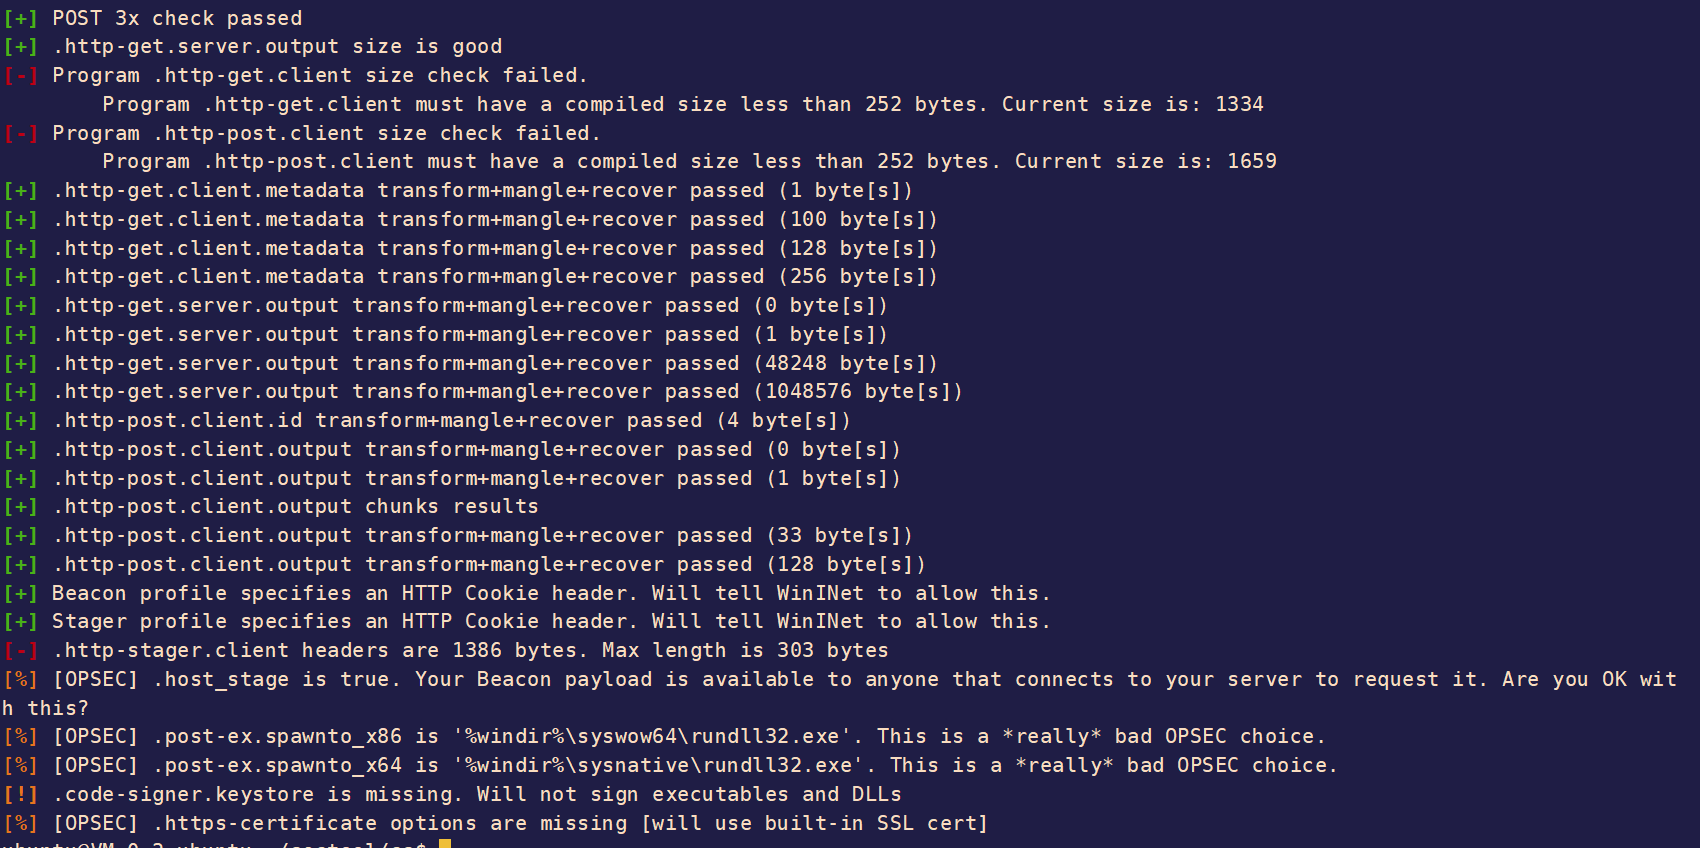 [+] POST 3x check passed
[+] .http-get.server.output size is good
[-] Program .http-get.client size check failed.
Program .http-get.client must have a compiled size less than 252 bytes. Current size is: 1334
[-] Program .http-post.client size check failed.
Program .http-post.client must have a compiled size less than 252 bytes. Current size is: 1659
[+] .http-get.client.metadata transform+mangle+recover passed (1 byte[s])
[+] .http-get.client.metadata transform+mangle+recover passed (100 byte[s])
[+] .http-get.client.metadata transform+mangle+recover passed (128 byte[s])
[+] .http-get.client.metadata transform+mangle+recover passed (256 byte[s])
[+] .http-get.server.output transform+mangle+recover passed (0 byte[s])
[+] .http-get.server.output transform+mangle+recover passed (1 byte[s])
[+] .http-get.server.output transform+mangle+recover passed (48248 byte[s])
[+] .http-get.server.output transform+mangle+recover passed (1048576 byte[s])
[+] .http-post.client.id transform+mangle+recover passed (4 byte[s])
[+] .http-post.client.output transform+mangle+recover passed (0 byte[s])
[+] .http-post.client.output transform+mangle+recover passed (1 byte[s])
[+] .http-post.client.output chunks results
[+] .http-post.client.output transform+mangle+recover passed (33 byte[s])
[+] .http-post.client.output transform+mangle+recover passed (128 byte[s])
[+] Beacon profile specifies an HTTP Cookie header. Will tell WinINet to allow this.
[+] Stager profile specifies an HTTP Cookie header. Will tell WinINet to allow this.
[-] .http-stager.client headers are 1386 bytes. Max length is 303 bytes
[%] [OPSEC] .host_stage is true. Your Beacon payload is available to anyone that connects to your server to request it. Are you OK wit
h this?
[%] [OPSEC] .post-ex.spawnto_x86 is '%windir%\syswow64\rundll32.exe'. This is a *really* bad OPSEC choice.
[%] [OPSEC] .post-ex.spawnto_x64 is '%windir%\sysnative\rundll32.exe'. This is a *really* bad OPSEC choice.
[!] .code-signer.keystore is missing. Will not sign executables and DLLs
[%] [OPSEC] .https-certificate options are missing [will use built-in SSL cert]